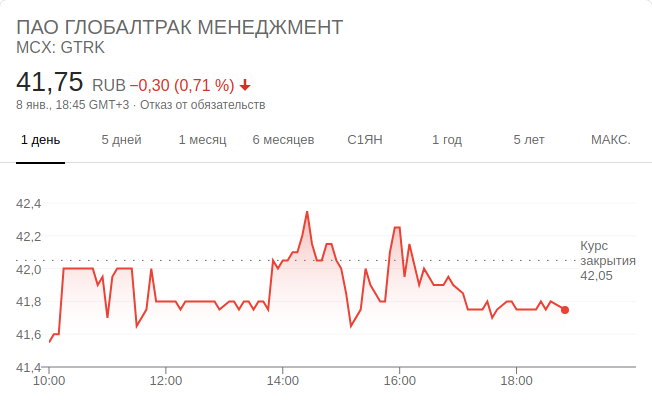 ПАО ГЛОБАЛТРАК МЕНЕДЖМЕНТ
MCX: GTRK
41,75 RUB −0,30 (0,71 %)
8 янв., 18:45 GMT+3 · Отказ от обязательств
1 день 5 дней 1 месяц 6 месяцев С1ЯН 1 год 5 лет МАКС.
42,4
42,2
42,0
41,8
41,6
41,4
Курс
закрытия
42,05
10:00 12:00 14:00 16:00 18:00